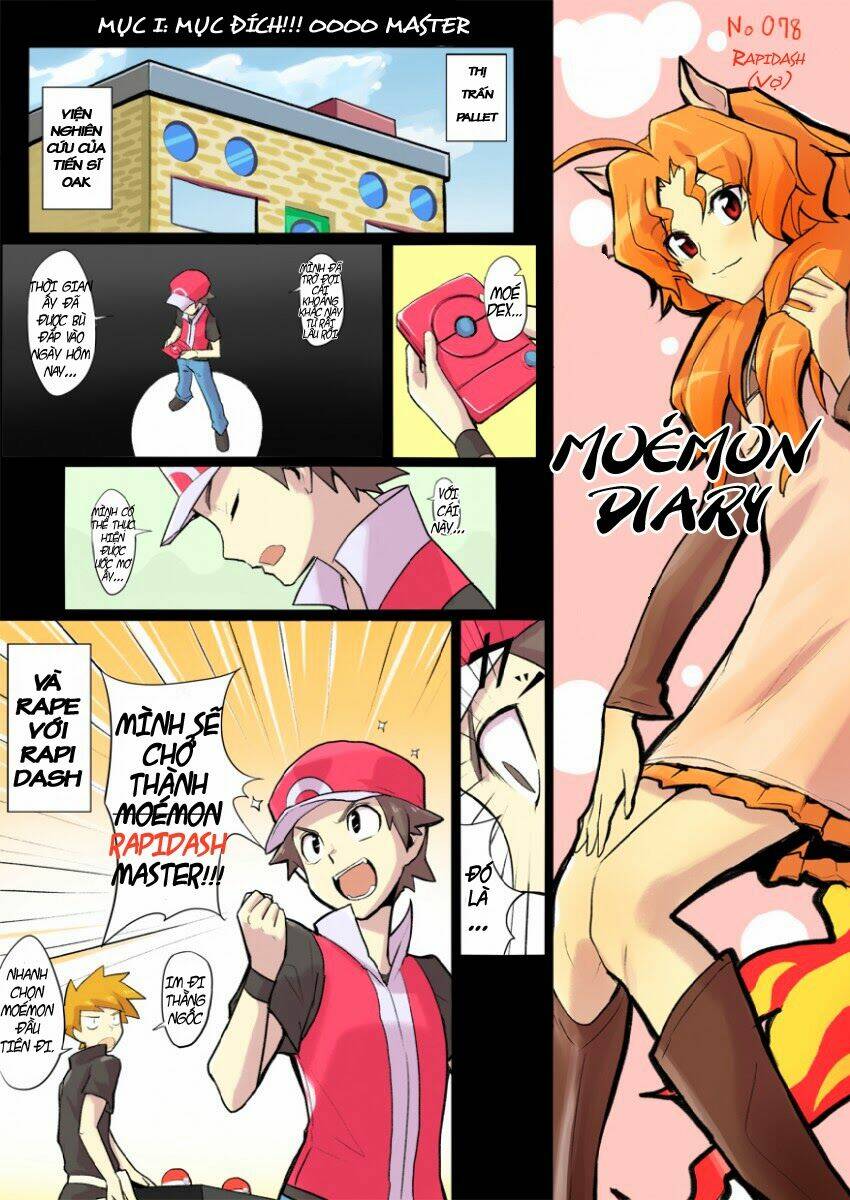 MỤC I: MỤC ĐÍCH!!! OOOO MASTER
No 078
RAPIDASH
(VỢ)
THỊ
TRẤN
PALLET
VIỆN
NGHIÊN
CỨU CỦA
TIẾN SĨ
OAK
MOÉ
DEX...
MÌNH ĐÃ
TRỜ ĐỢI
CÁI
KHOẢNG
KHẮC NÀY
TỪ RẤT
LÂU RỒI
THỜI GIAN
ẤY ĐÃ
ĐƯỢC BÙ
ĐẮP VÀO
NGÀY HÔM
NAY...
MOÉMON
DIARY
VỚI
CÁI
NÀY...
MÌNH CÓ
THỂ THỰC
HIỆN
ĐƯỢC
ƯỚC MƠ
ẤY...
ĐÓ
LÀ
...
MÌNH SẼ
CHỞ
THÀNH
MOÉMON
RAPIDASH
MASTER!!!
VÀ
RAPE
VỚI
RAPI
DASH
IM ĐI
THẰNG
NGỐC
NHANH
CHỌN
MOÉMON
ĐẦU
TIÊN ĐI.